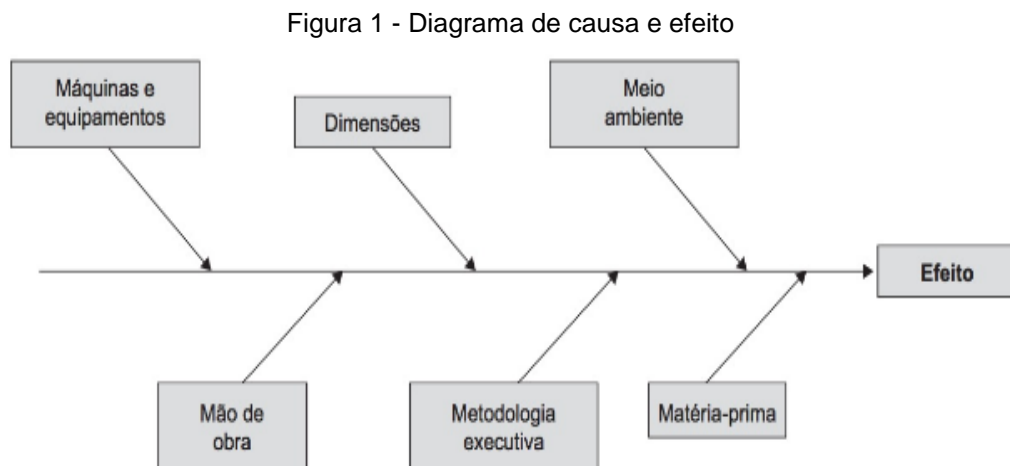 Figura 1 - Diagrama de causa e efeito
Máquinas e
equipamentos
Dimensões
Meio
ambiente
Efeito
Mão de
obra
Metodologia
executiva
Matéria-prima